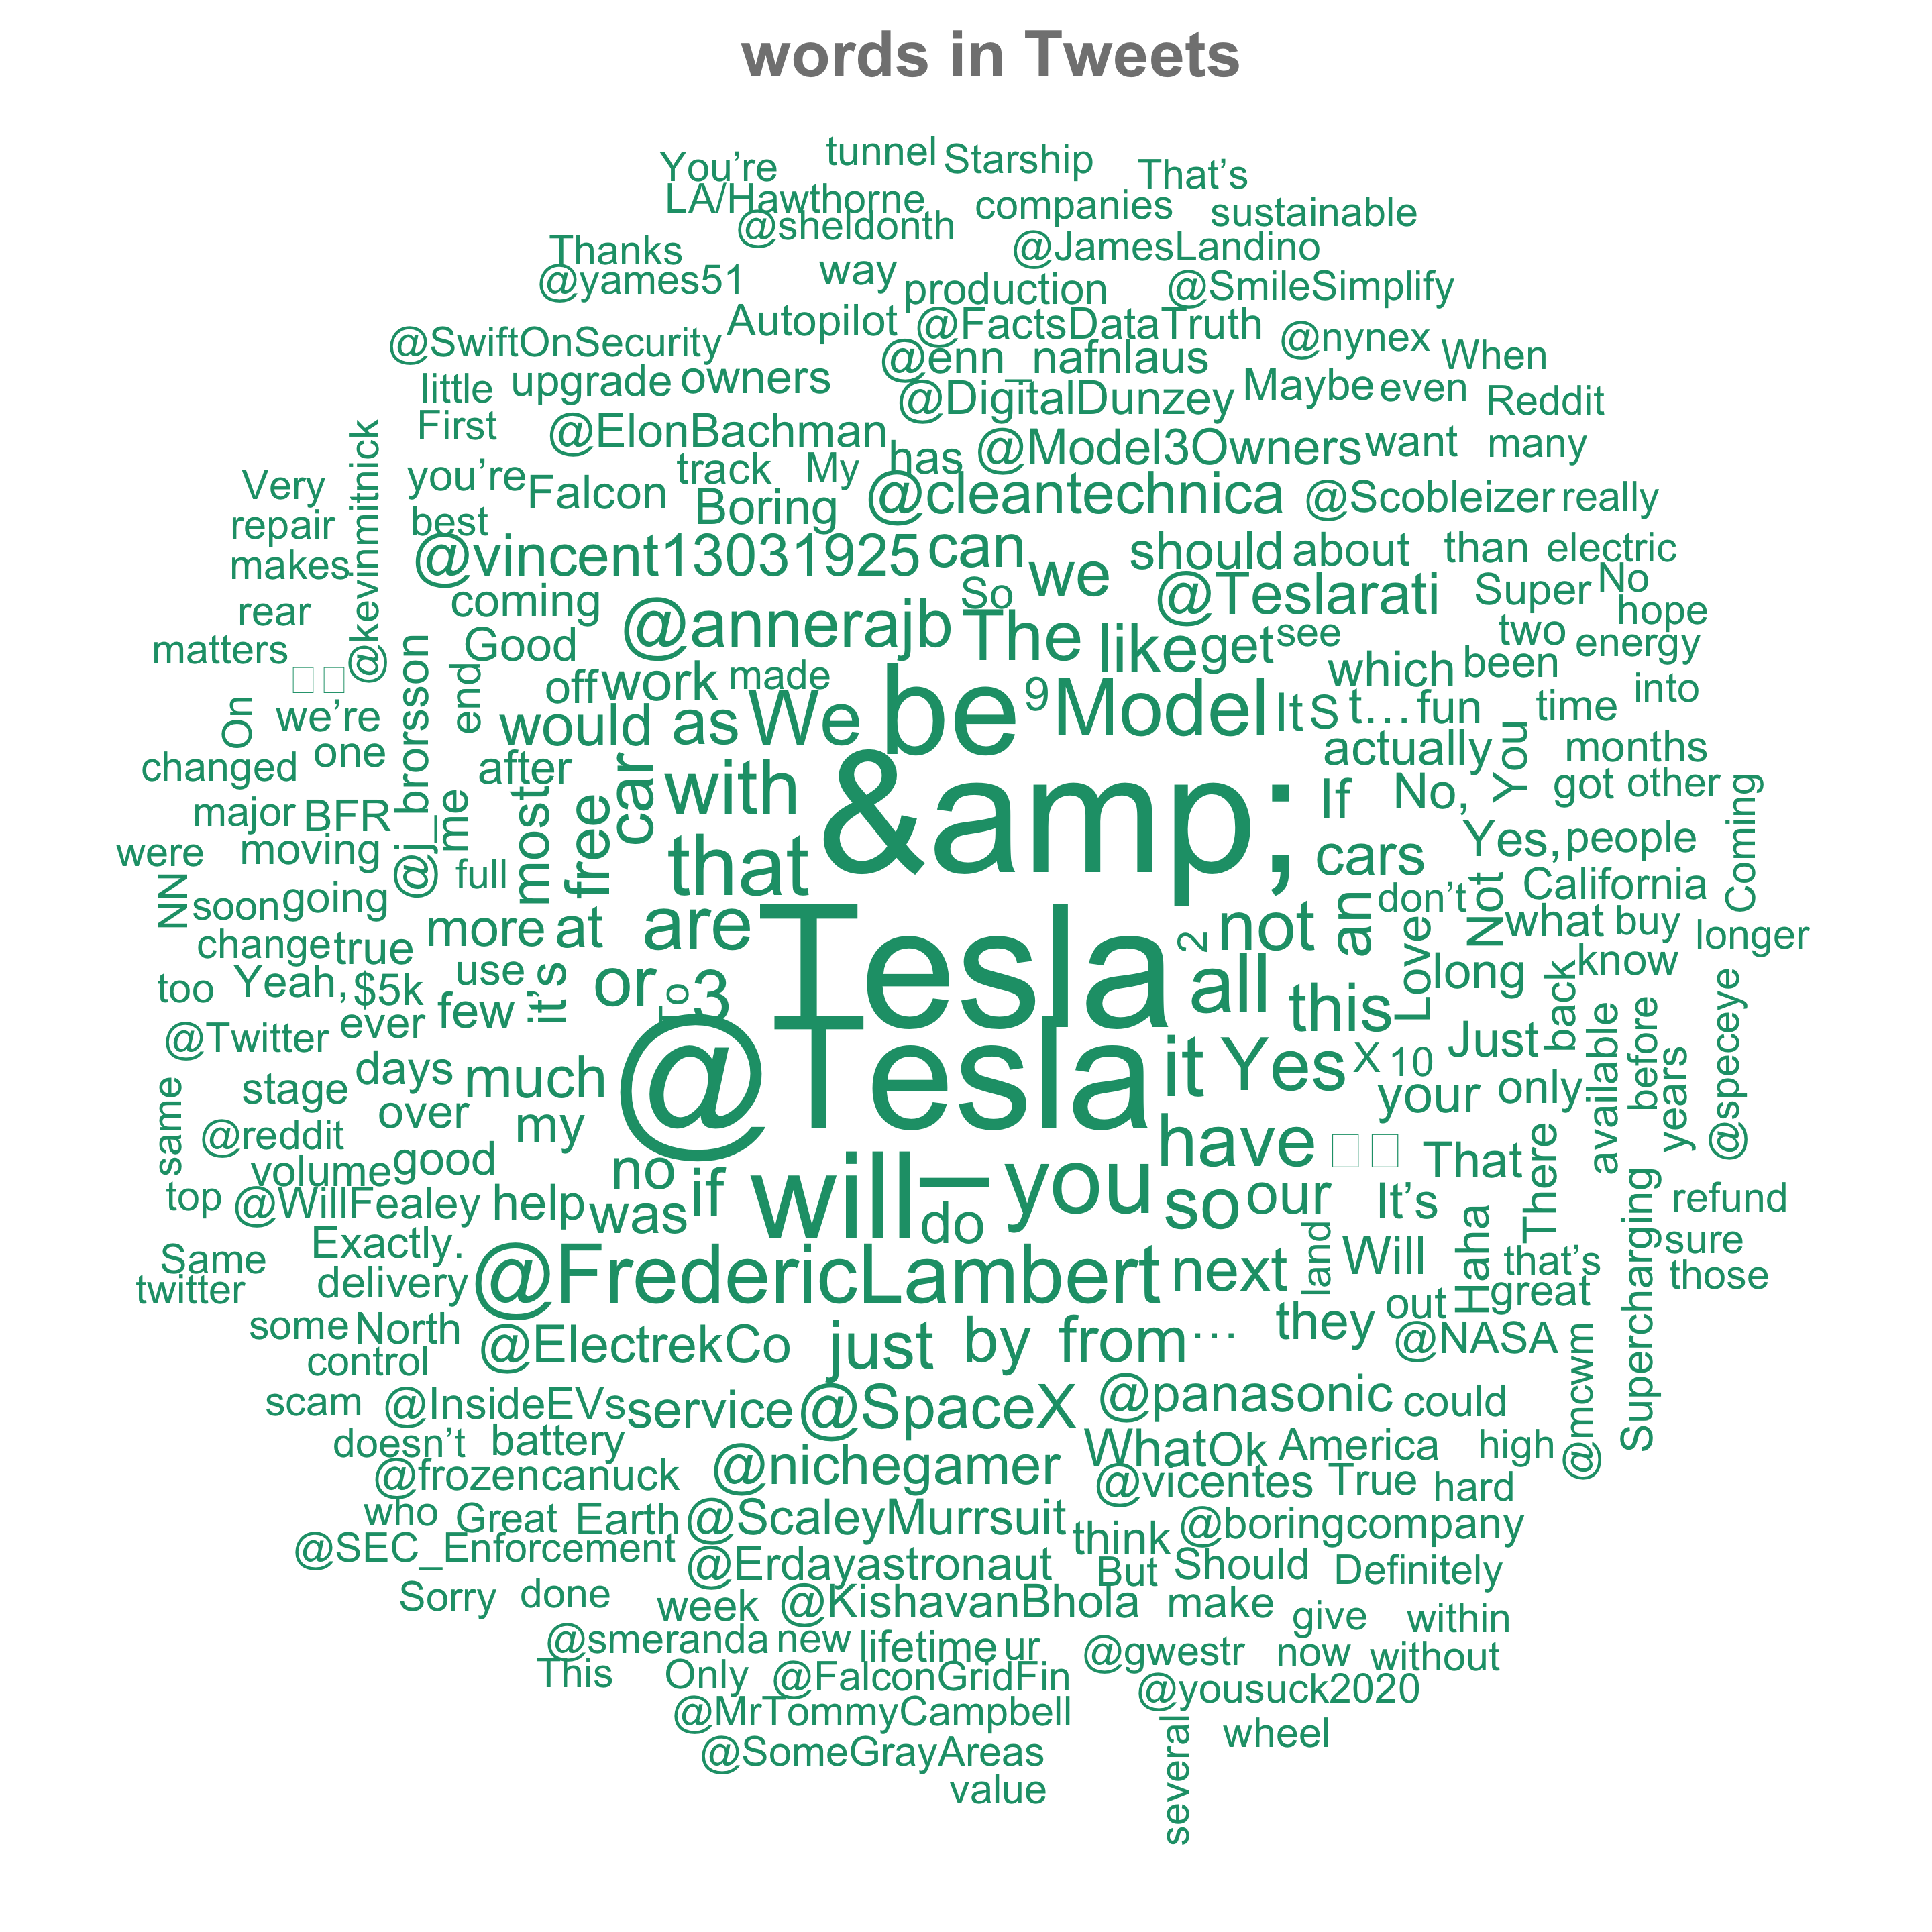 words in Tweets
You’re tunnel Starship That’s
LA/Hawthorne companies sustainable
@sheldonth @JamesLandino
Thanks
@yames51 way production @SmileSimplify
Autopilot @FactsDataTruth @nynex
@SwiftOnSecurity @enn_nafnlaus When
little upgrade owners @DigitalDunzey Maybe even Reddit
First @ElonBachman has @Model3Owners want many
@kevinmitnick
Very you’re Falcon track My @cleantechnica @Scobleizer really
repair best Boring
makes @vincent13031925 can we should about than electric
rear coming @annerajb So The @Teslarati Super No hope
matters Good like get see two energy
off work made be 9 Model which been into
On we’re end would as We It S t… fun time
changed one @j_brorsson after with &amp; actually You months
major BFR me most free car If No, got other
were moving full that cars Yes, people Coming
NN soon going are Tesla don’t California
change true more at not an Not what buy longer
too Yeah, $5k use it’s or To 3 2 all Love long know
@Twitter ever few this back
stage days much @Tesla it Yes X 10 Just available before years @speceye
same @reddit over my your only
volume good no have That There
top @WillFealey help was if will — you so our It’s Supercharging refund
Exactly. do land Will Haha that’s sure
Same delivery @FredericLambert next great those
twitter
some North @ElectrekCo just by from … they out @NASA
control
scam @InsideEVs service @SpaceX @panasonic could @mcwm
doesn’t battery What Ok America high
@frozencanuck @nichegamer @vicentes True hard
who Great Earth @ScaleyMurrsuit think @boringcompany
@SEC_Enforcement @Erdayastronaut But Should Definitely
Sorry done week @KishavanBhola make give within
@smeranda new lifetime ur @gwestr now without
This Only @FalconGridFin @yousuck2020
@MrTommyCampbell several wheel
@SomeGrayAreas
value